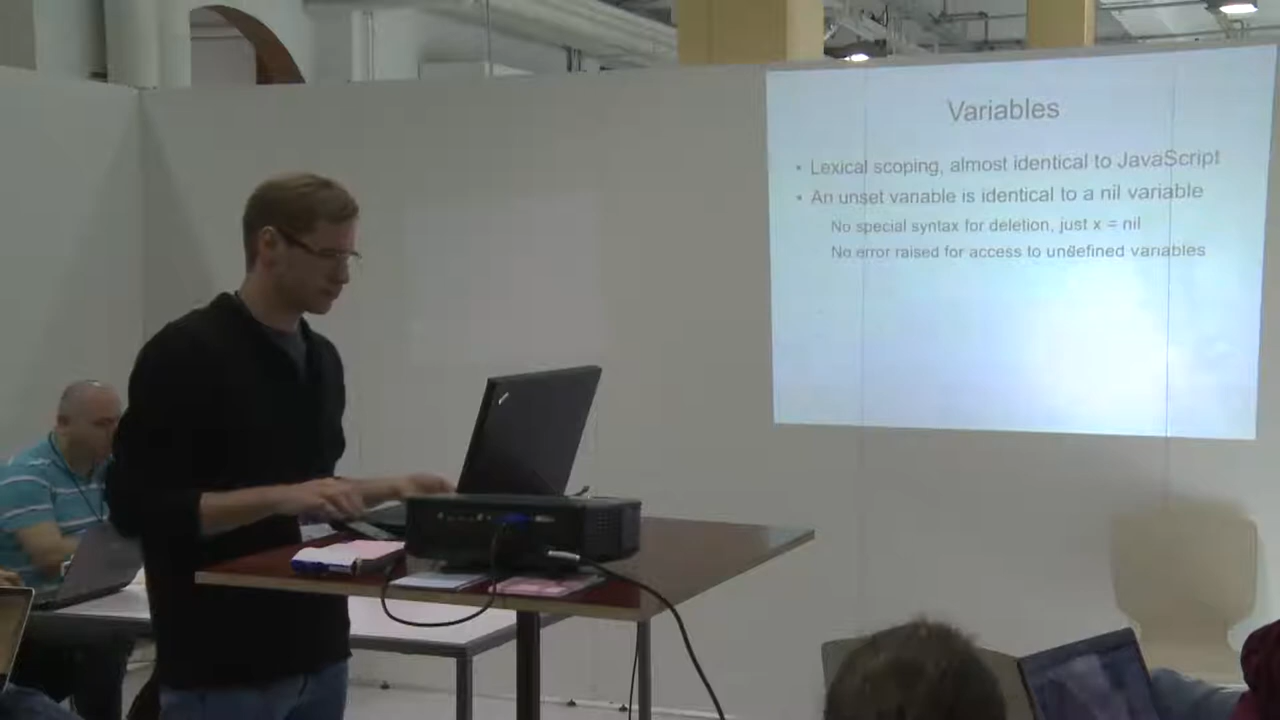 Variables
• Lexical scoping, almost identical to JavaScript
• An unset variable is identical to a nil variable
No special syntax for deletion, just x = nil
No error raised for access to undefined variables